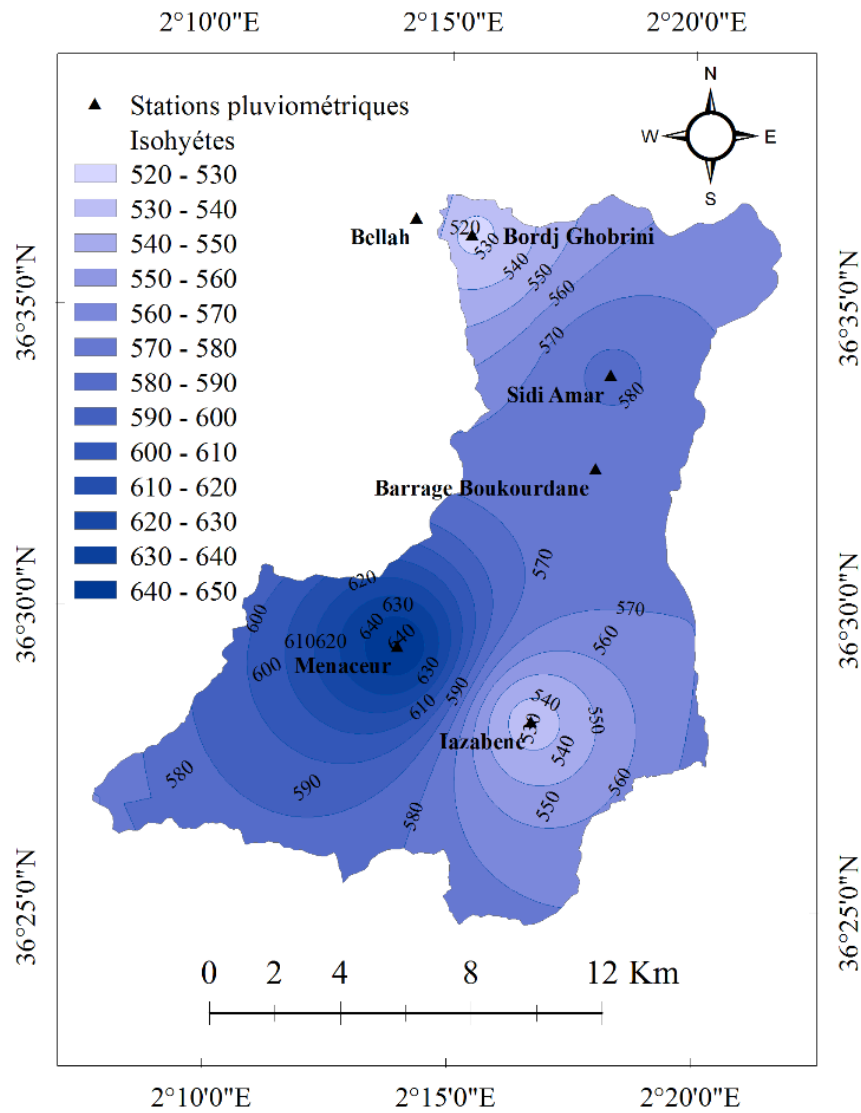 2°10'0"E 2°15'0"E 2°20'0"E
N
W E
S
Stations pluviométriques
Isohyétes
520 - 530
530 - 540
540 - 550
550 - 560
560 - 570
570 - 580
580 - 590
590 - 600
600 - 610
610 - 620
620 - 630
630 - 640
640 - 650
Bellah
520
530
Bordj Ghobrini
540
550
560
570
36°35'0"N 36°35'0"N
Sidi Amar
580
Barrage Boukourdane
570
36°30'0"N 36°30'0"N
620
630
600
640
640
610
620
600
Menaceur
630
610
590
570
560
540
550
530
Iazabene
540
560
550
580
590
580
36°25'0"N 36°25'0"N
0 2 4 8 12 Km
2°10'0"E 2°15'0"E 2°20'0"E